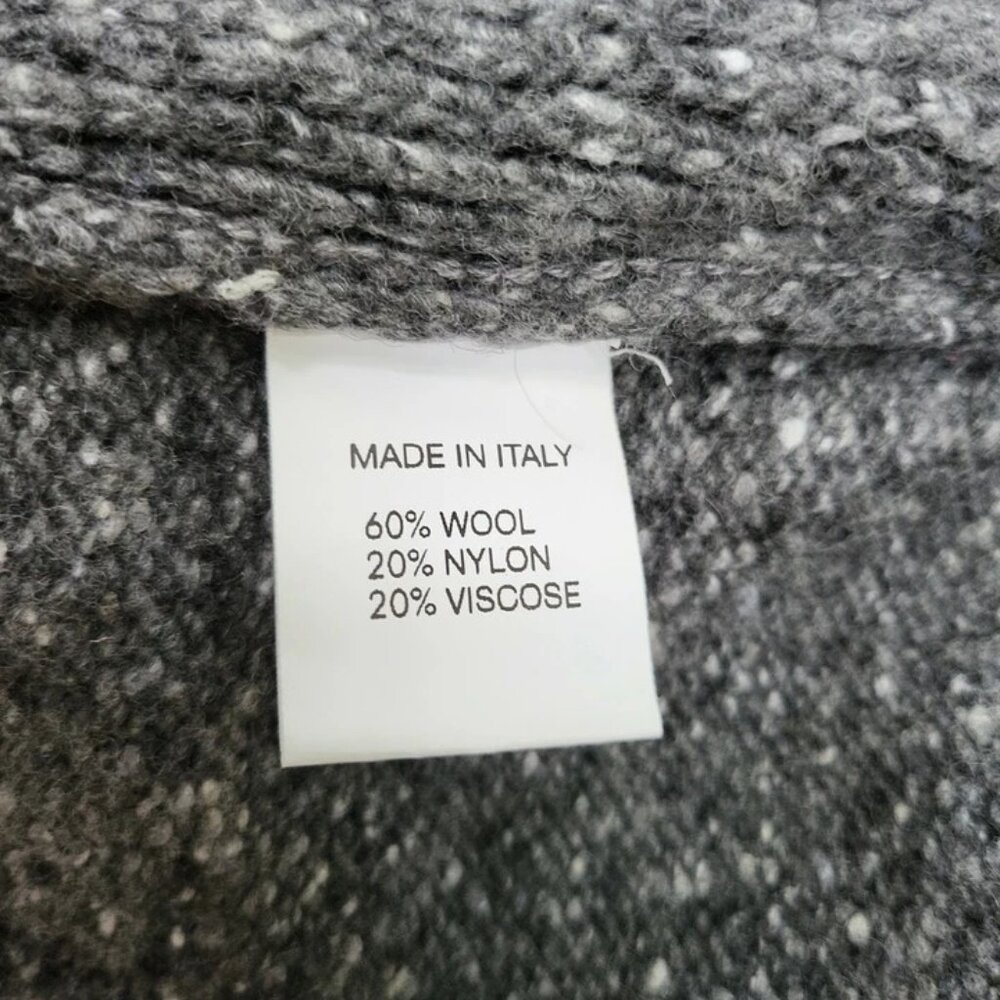 MADE IN ITALY
60% WOOL
20% NYLON
20% VISCOSE